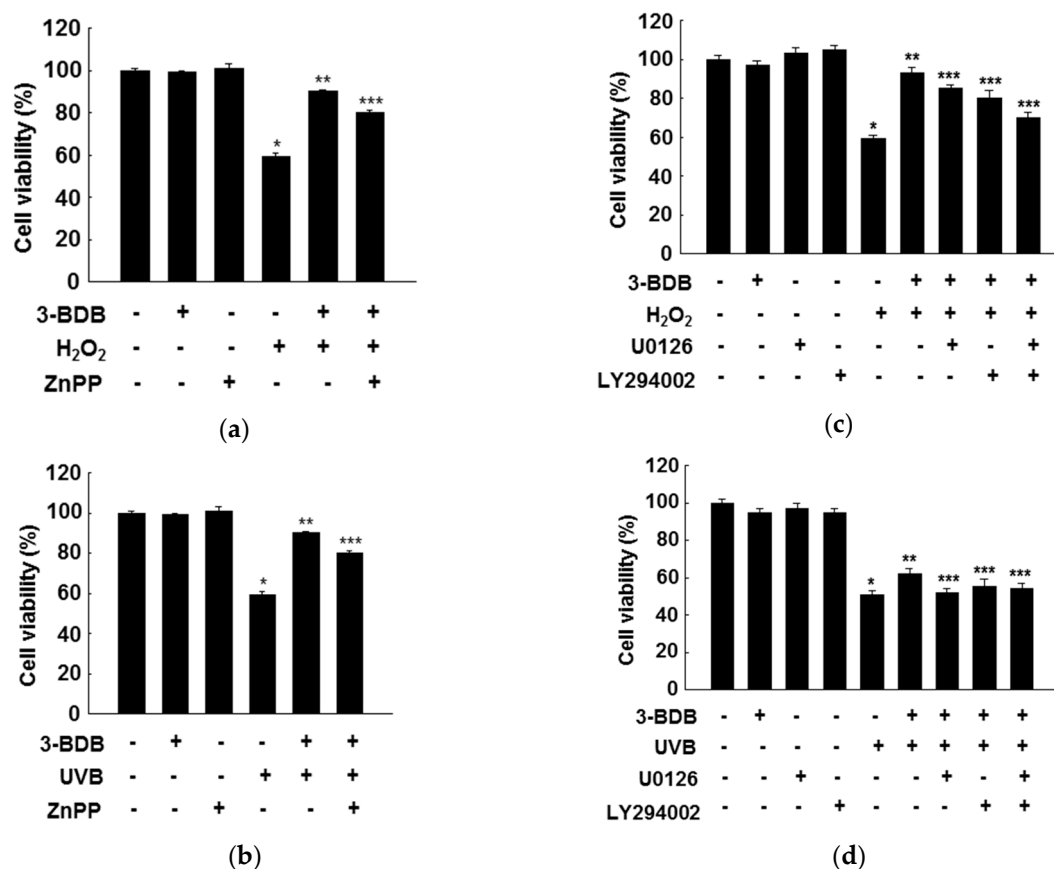 120
100
80
60
40
20
0
Cell viability (%)
*
**
***
3-BDB - + - - + +
H₂O₂ - - - + + +
ZnPP - - + - - +
(a)
120
100
80
60
40
20
0
Cell viability (%)
*
**
***
***
***
3-BDB - + - - - + + + +
H₂O₂ - - - - + + + + +
U0126 - - + - - - + - +
LY294002 - - - + - - - + +
(c)
120
100
80
60
40
20
0
Cell viability (%)
*
**
***
3-BDB - + - - + +
UVB - - - + + +
ZnPP - - + - - +
(b)
120
100
80
60
40
20
0
Cell viability (%)
*
**
***
***
***
3-BDB - + - - - + + + +
UVB - - - - + + + + +
U0126 - - + - - - + - +
LY294002 - - - + - - - + +
(d)